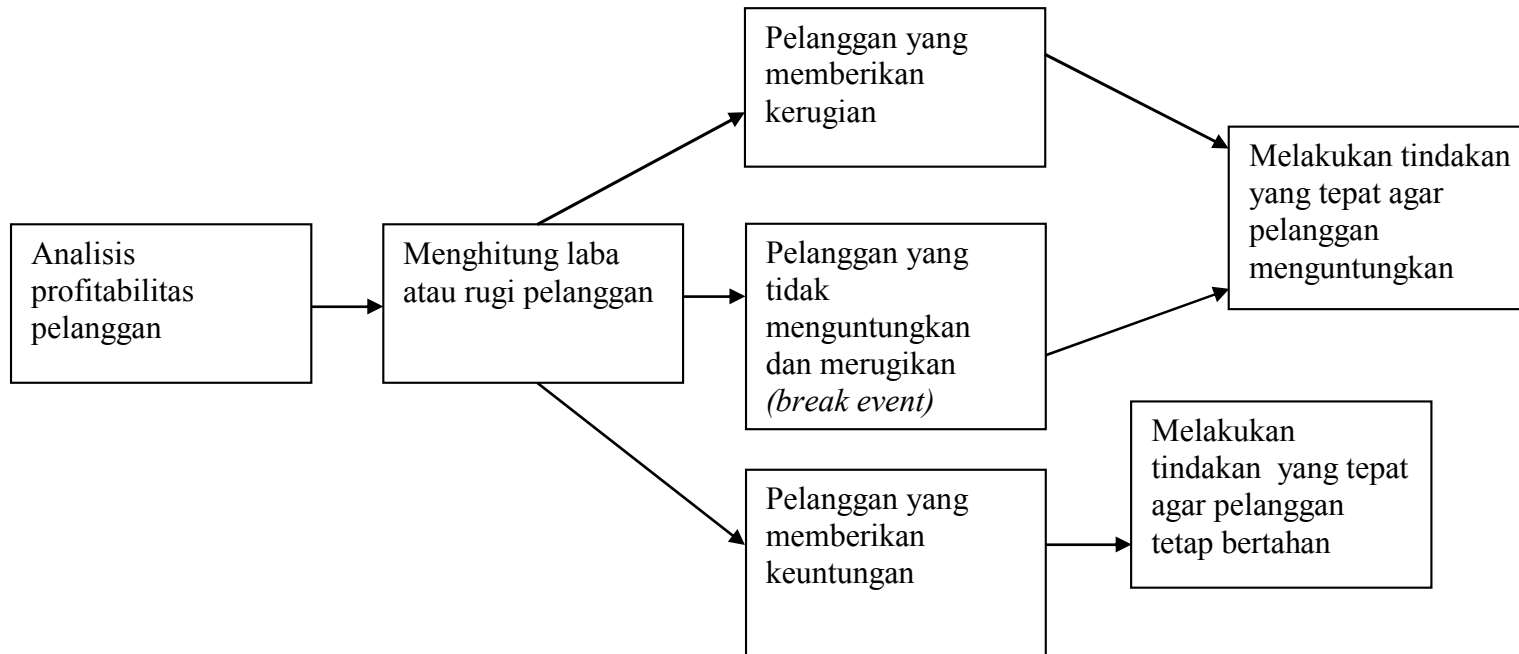 Analisis
profitabilitas
pelanggan
Menghitung laba
atau rugi pelanggan
Pelanggan yang
memberikan
kerugian
Pelanggan yang
tidak
menguntungkan
dan merugikan
(break event)
Pelanggan yang
memberikan
keuntungan
Melakukan tindakan
yang tepat agar
pelanggan
menguntungkan
Melakukan
tindakan  yang tepat
agar pelanggan
tetap bertahan